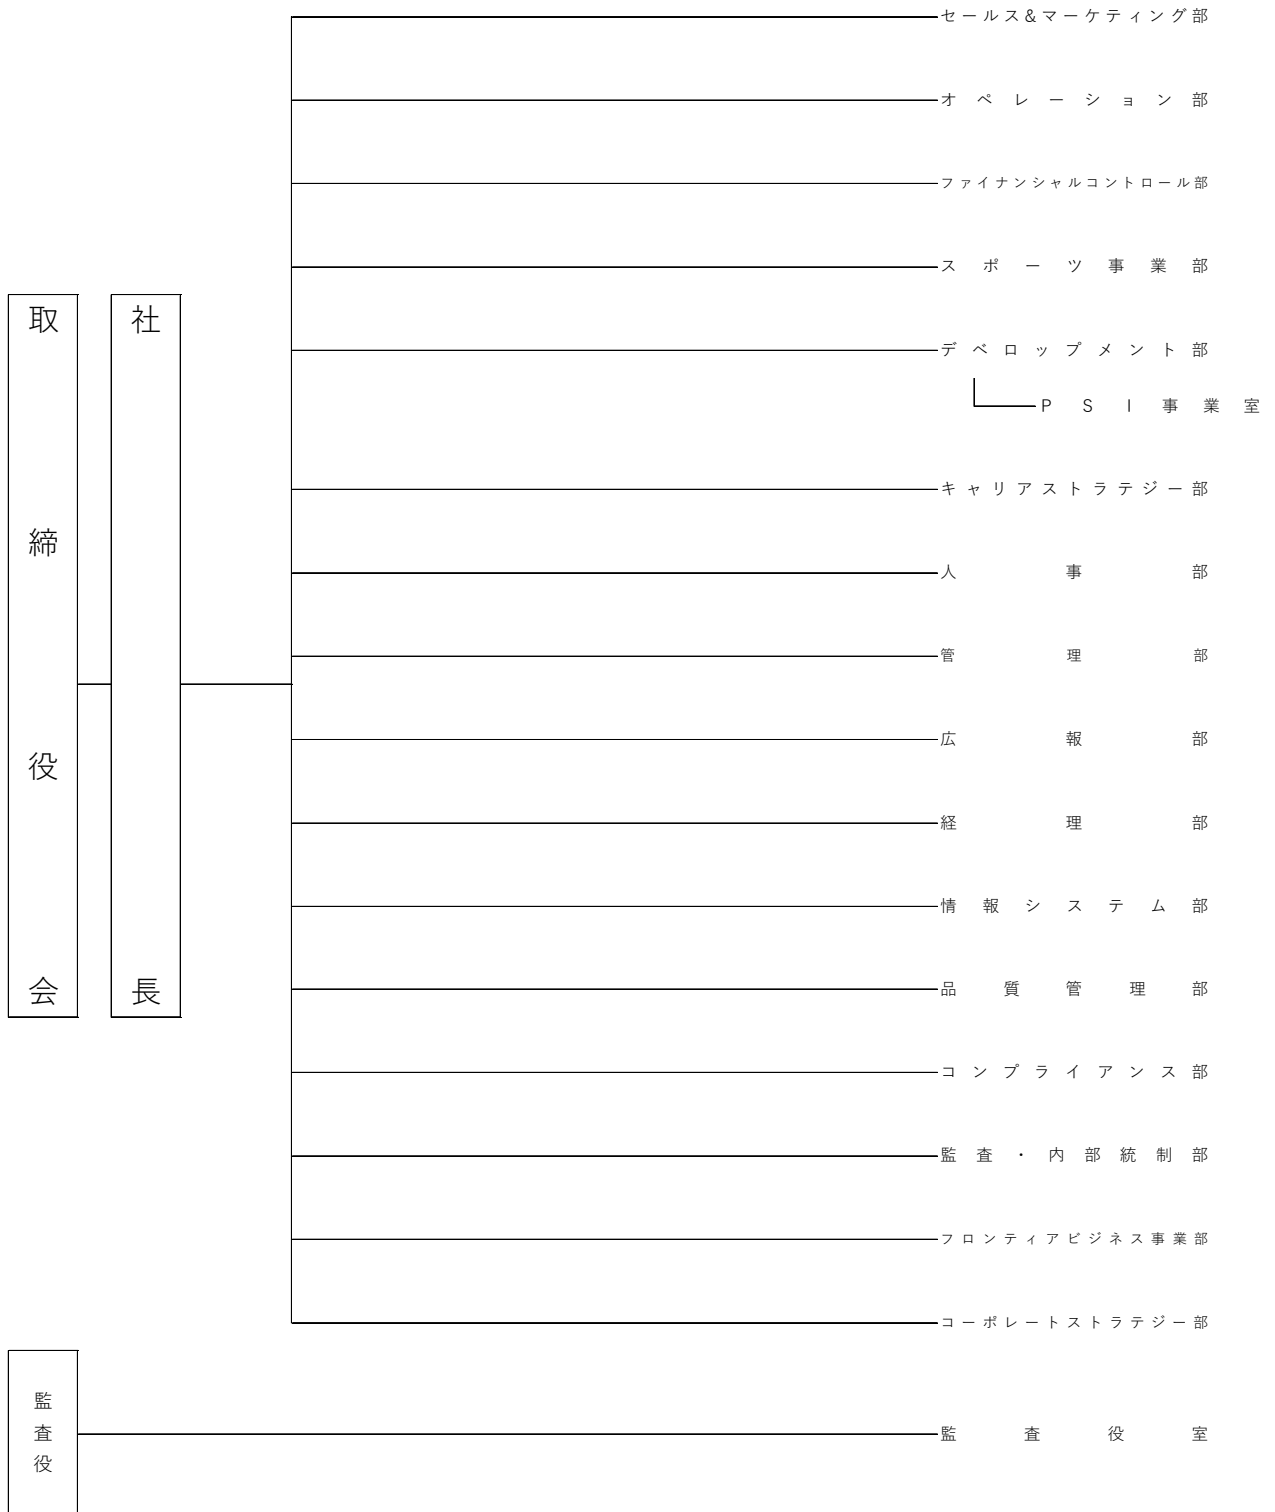 セールス&マーケティング部
オペレーション部
ファイナンシャルコントロール部
スポーツ事業部
取締役会
社長
デベロップメント部
PSI事業室
キャリアストラテジー部
人事部
管理部
広報部
経理部
情報システム部
品質管理部
コンプライアンス部
監査・内部統制部
フロンティアビジネス事業部
コーポレートストラテジー部
監査役
監査役室